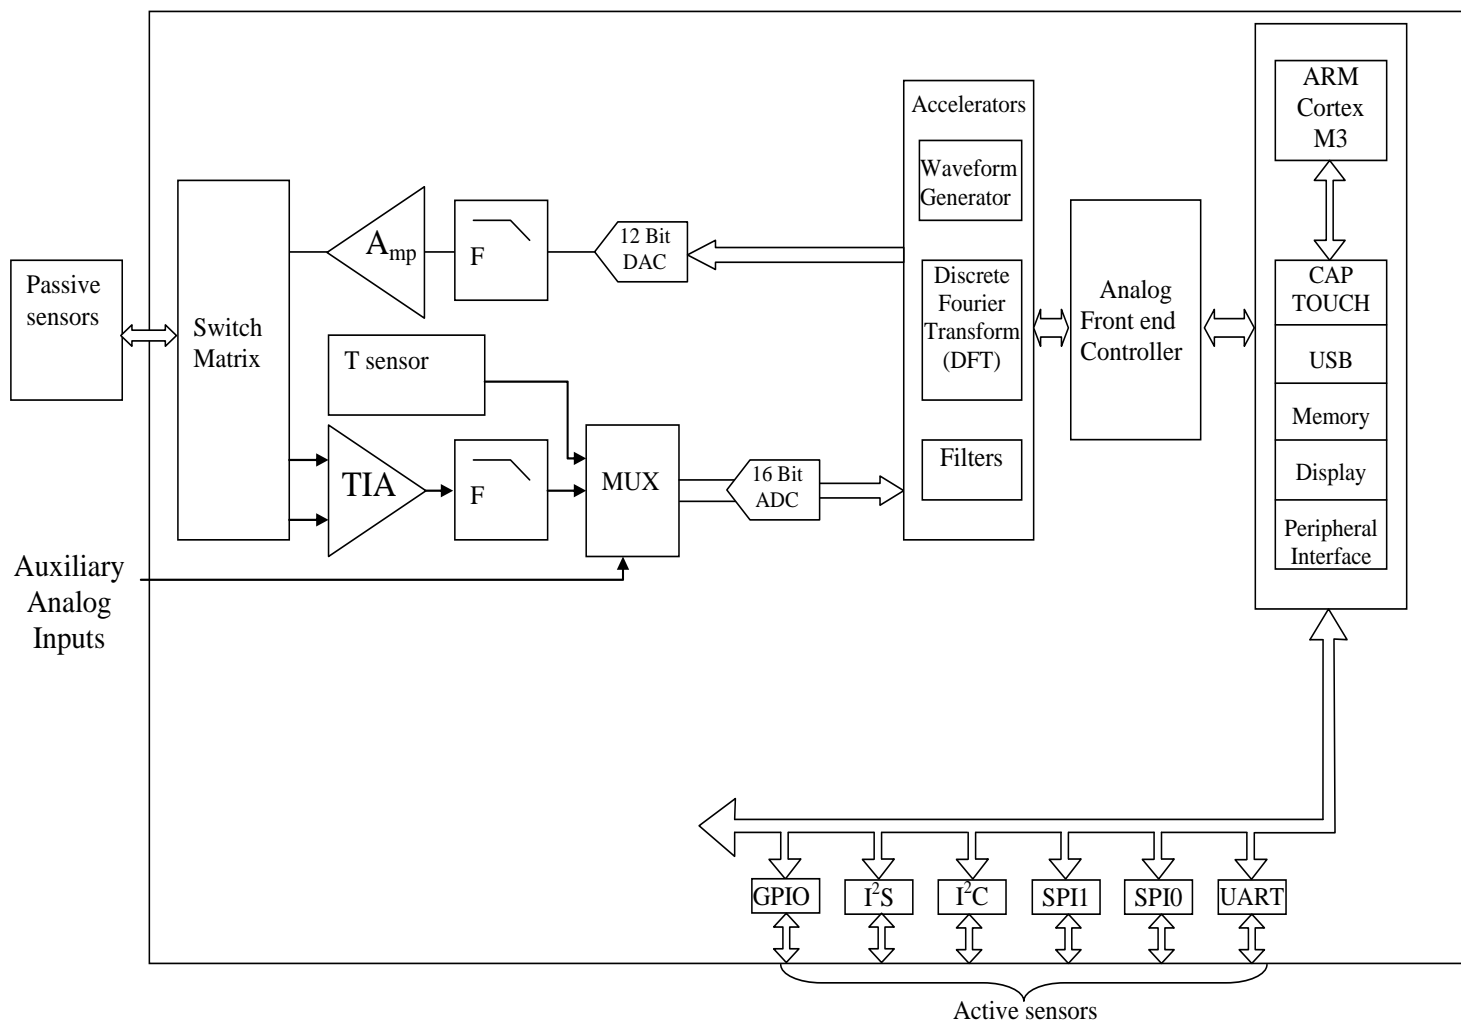 Passive
sensors
Switch
Matrix
Amp
F
12 Bit
DAC
T sensor
TIA
F
MUX
16 Bit
ADC
Auxiliary
Analog
Inputs
Accelerators
Waveform
Generator
Discrete
Fourier
Transform
(DFT)
Filters
Analog
Front end
Controller
ARM
Cortex
M3
CAP
TOUCH
USB
Memory
Display
Peripheral
Interface
GPIO
I²S
I²C
SPI1
SPI0
UART
Active sensors